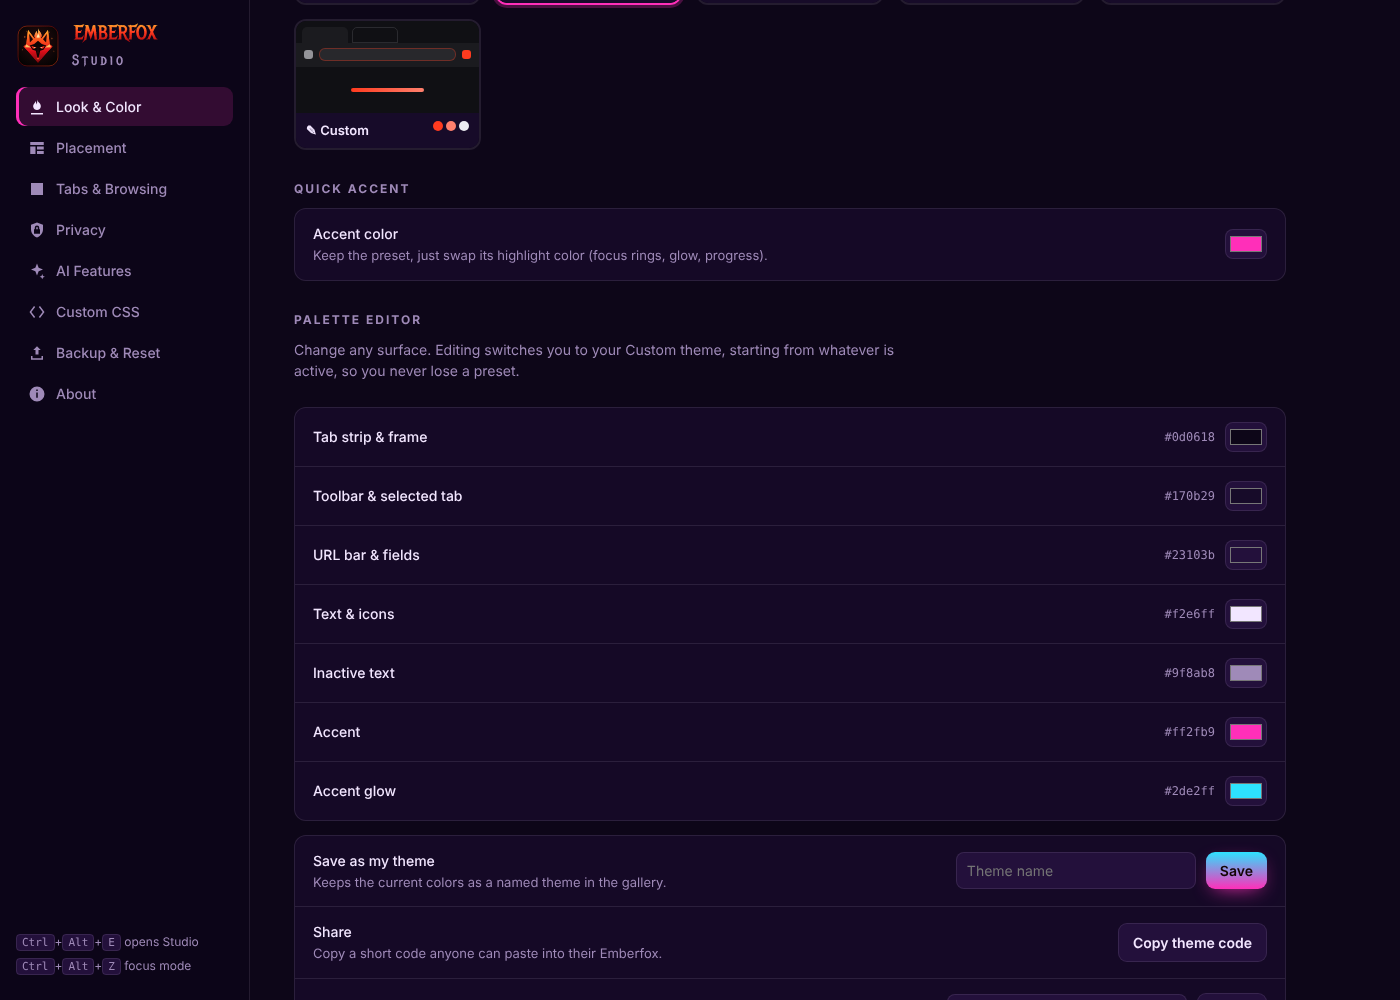 EMBERFOX
STUDIO
Look & Color
Placement
Tabs & Browsing
Privacy
AI Features
Custom CSS
Backup & Reset
About
Ctrl+Alt+E opens Studio
Ctrl+Alt+Z focus mode
✎ Custom
QUICK ACCENT
Accent color
Keep the preset, just swap its highlight color (focus rings, glow, progress).
PALETTE EDITOR
Change any surface. Editing switches you to your Custom theme, starting from whatever is
active, so you never lose a preset.
Tab strip & frame #0d0618
Toolbar & selected tab #170b29
URL bar & fields #23103b
Text & icons #f2e6ff
Inactive text #9f8ab8
Accent #ff2fb9
Accent glow #2de2ff
Save as my theme
Keeps the current colors as a named theme in the gallery.
Theme name Save
Share
Copy a short code anyone can paste into their Emberfox.
Copy theme code